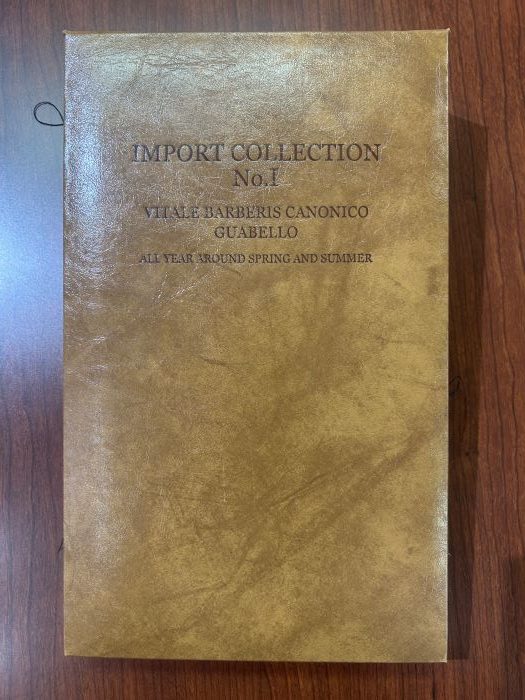 IMPORT COLLECTION
No.I
VITALE BARBERIS CANONICO
GUABELLO
ALL YEAR AROUND SPRING AND SUMMER